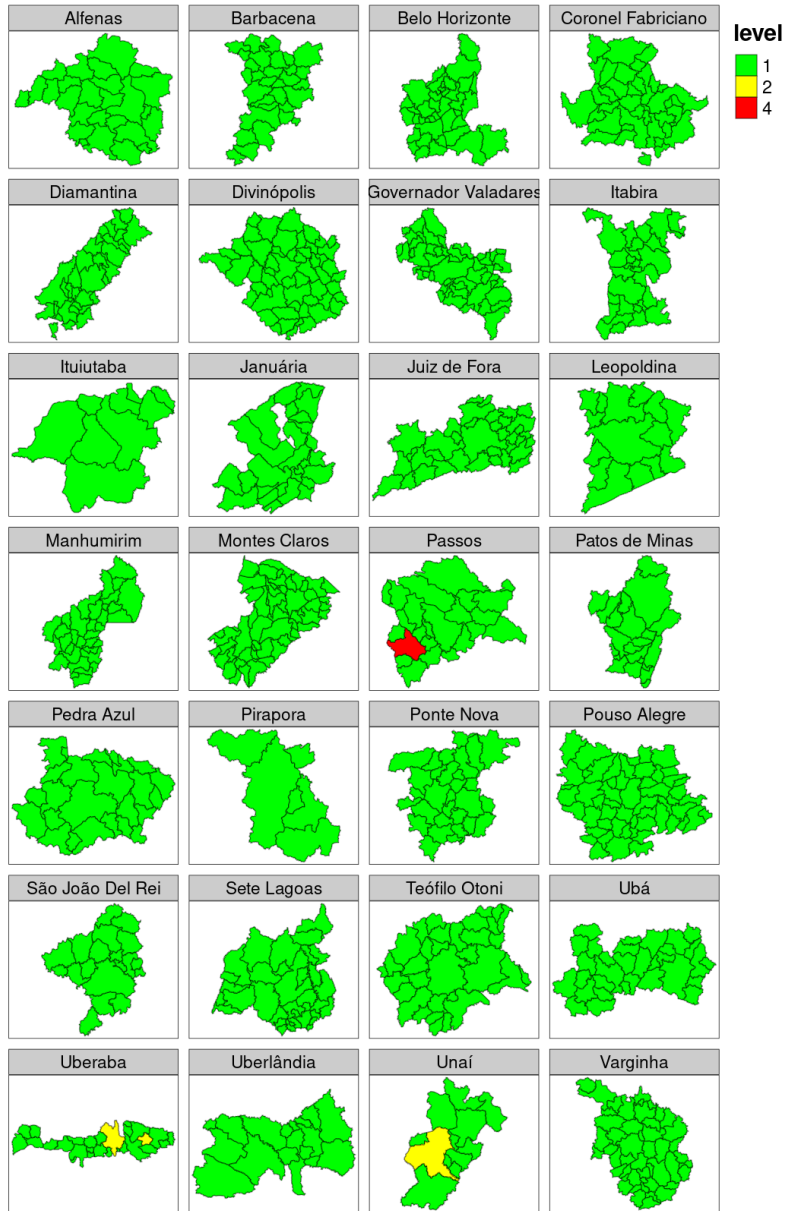 Alfenas
Barbacena
Belo Horizonte
Coronel Fabriciano
level
1
2
4
Diamantina
Divinópolis
Governador Valadares
Itabira
Ituiutaba
Januária
Juiz de Fora
Leopoldina
Manhumirim
Montes Claros
Passos
Patos de Minas
Pedra Azul
Pirapora
Ponte Nova
Pouso Alegre
São João Del Rei
Sete Lagoas
Teófilo Otoni
Ubá
Uberaba
Uberlândia
Unaí
Varginha